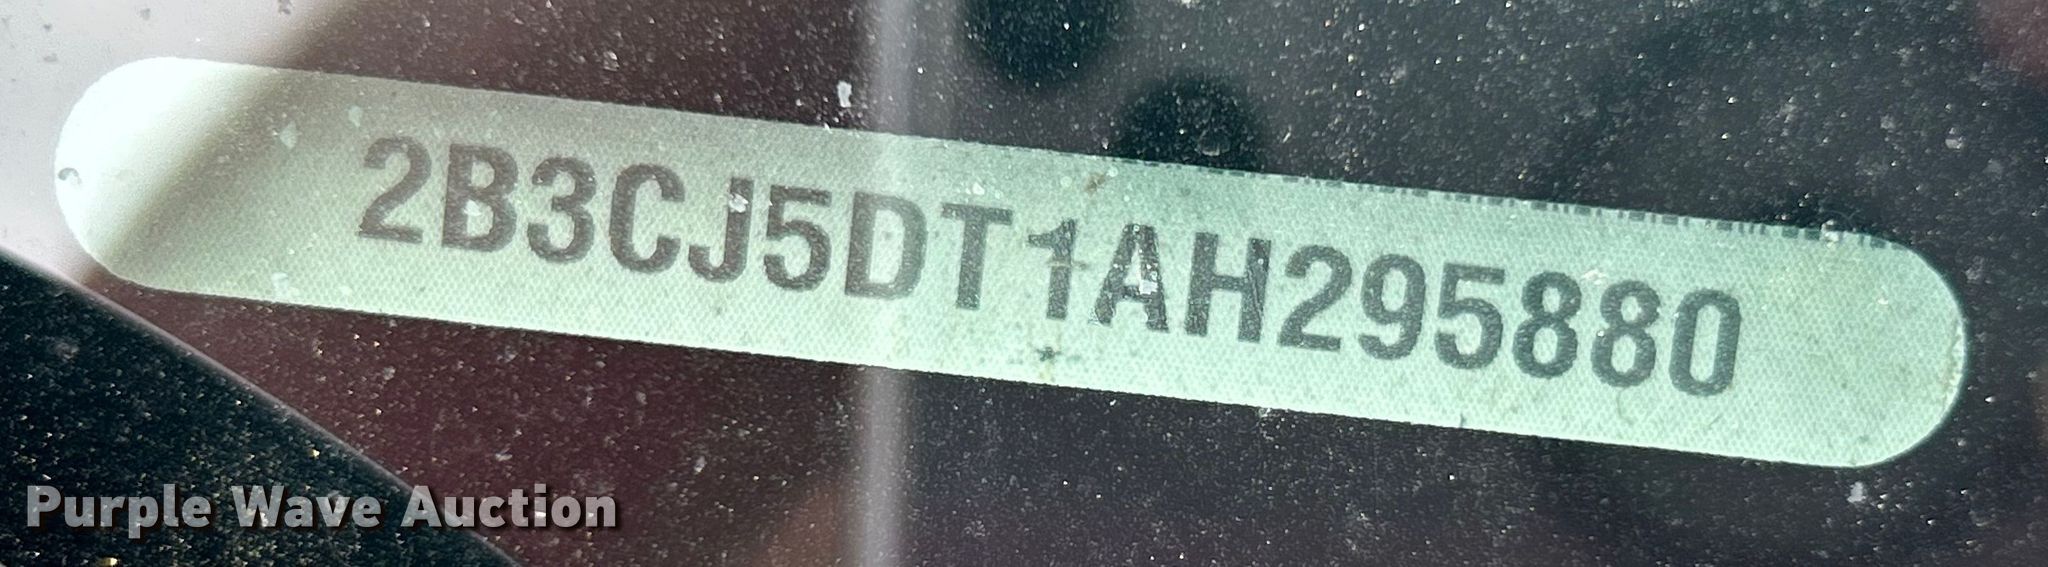 2B3CJ5DT1AH295880
Purple Wave Auction